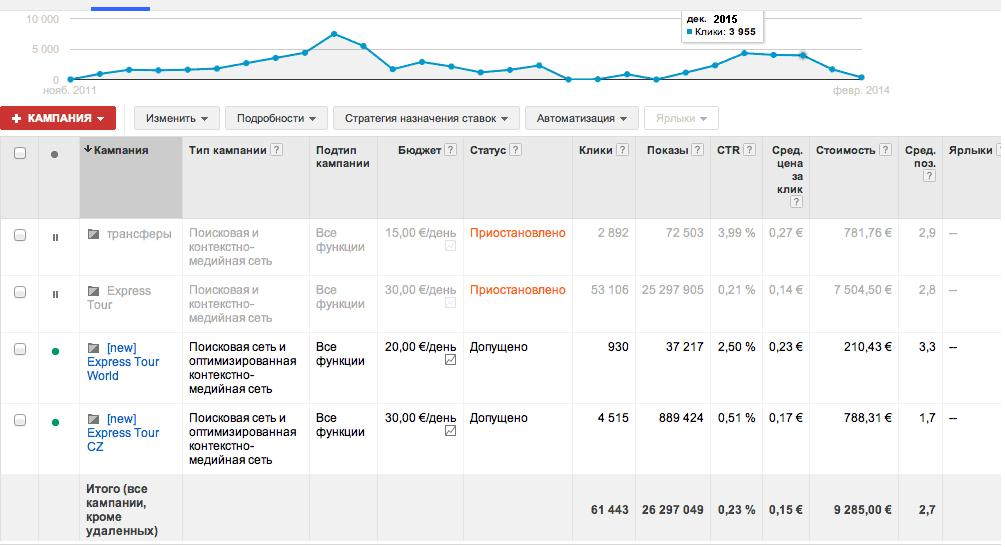 10 000
5 000
0
нояб. 2011
февр. 2014
дек. 2015
Клики: 3 955
+ КАМПАНИЯ
Изменить
Подробности
Стратегия назначения ставок
Автоматизация
Ярлыки
Кампания
Тип кампании ?
Подтип
кампании
Бюджет ?
Статус ?
Клики ?
Показы ?
CTR ?
Сред.
цена
за
клик
?
Стоимость ?
Сред.
поз.
?
Ярлыки ?
трансферы
Поисковая и
контекстно-
медийная сеть
Все
функции
15,00 €/день
Приостановлено
2 892
72 503
3,99 %
0,27 €
781,76 €
2,9
--
Express
Tour
Поисковая и
контекстно-
медийная сеть
Все
функции
30,00 €/день
Приостановлено
53 106
25 297 905
0,21 %
0,14 €
7 504,50 €
2,8
--
[new]
Express Tour
World
Поисковая сеть и
оптимизированная
контекстно-
медийная сеть
Все
функции
20,00 €/день
Допущено
930
37 217
2,50 %
0,23 €
210,43 €
3,3
--
[new]
Express Tour
CZ
Поисковая сеть и
оптимизированная
контекстно-
медийная сеть
Все
функции
30,00 €/день
Допущено
4 515
889 424
0,51 %
0,17 €
788,31 €
1,7
--
Итого (все
кампании,
кроме
удаленных)
61 443
26 297 049
0,23 %
0,15 €
9 285,00 €
2,7